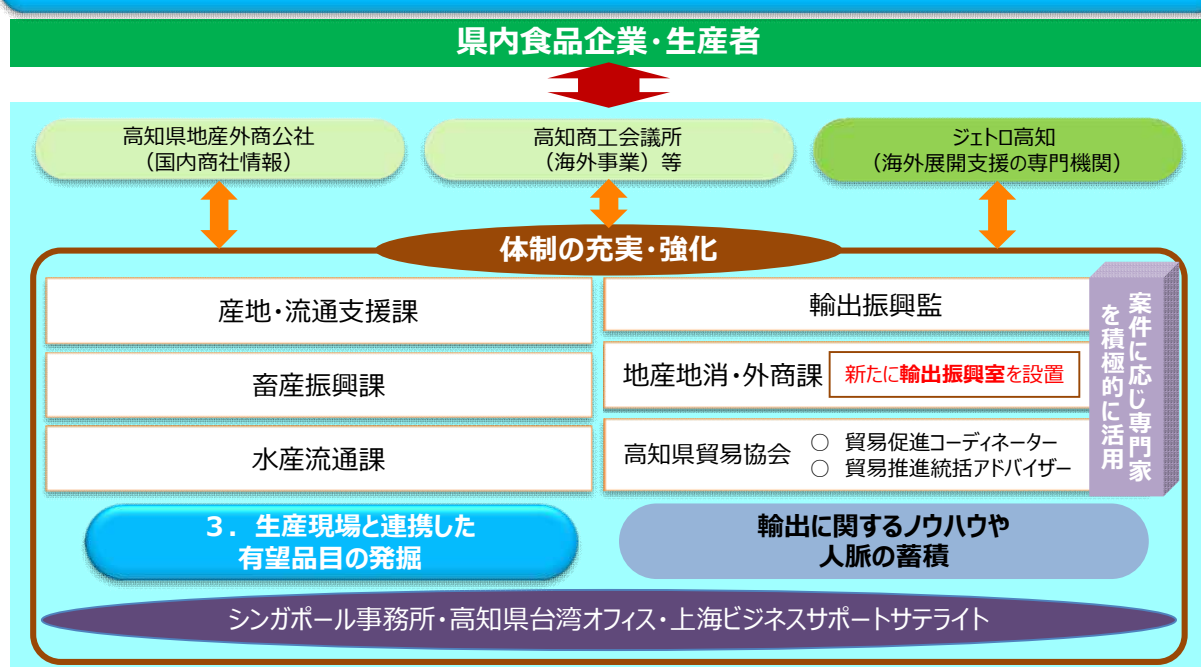 県内食品企業・生産者
高知県地産外商公社
（国内商社情報）
高知商工会議所
（海外事業）等
ジェトロ高知
（海外展開支援の専門機関）
体制の充実・強化
産地・流通支援課
畜産振興課
水産流通課
輸出振興監
地産地消・外商課
新たに輸出振興室を設置
高知県貿易協会
○ 貿易促進コーディネーター
○ 貿易推進統括アドバイザー
案件に応じ専門家
を積極的に活用
３．生産現場と連携した
有望品目の発掘
輸出に関するノウハウや
人脈の蓄積
シンガポール事務所・高知県台湾オフィス・上海ビジネスサポートサテライト